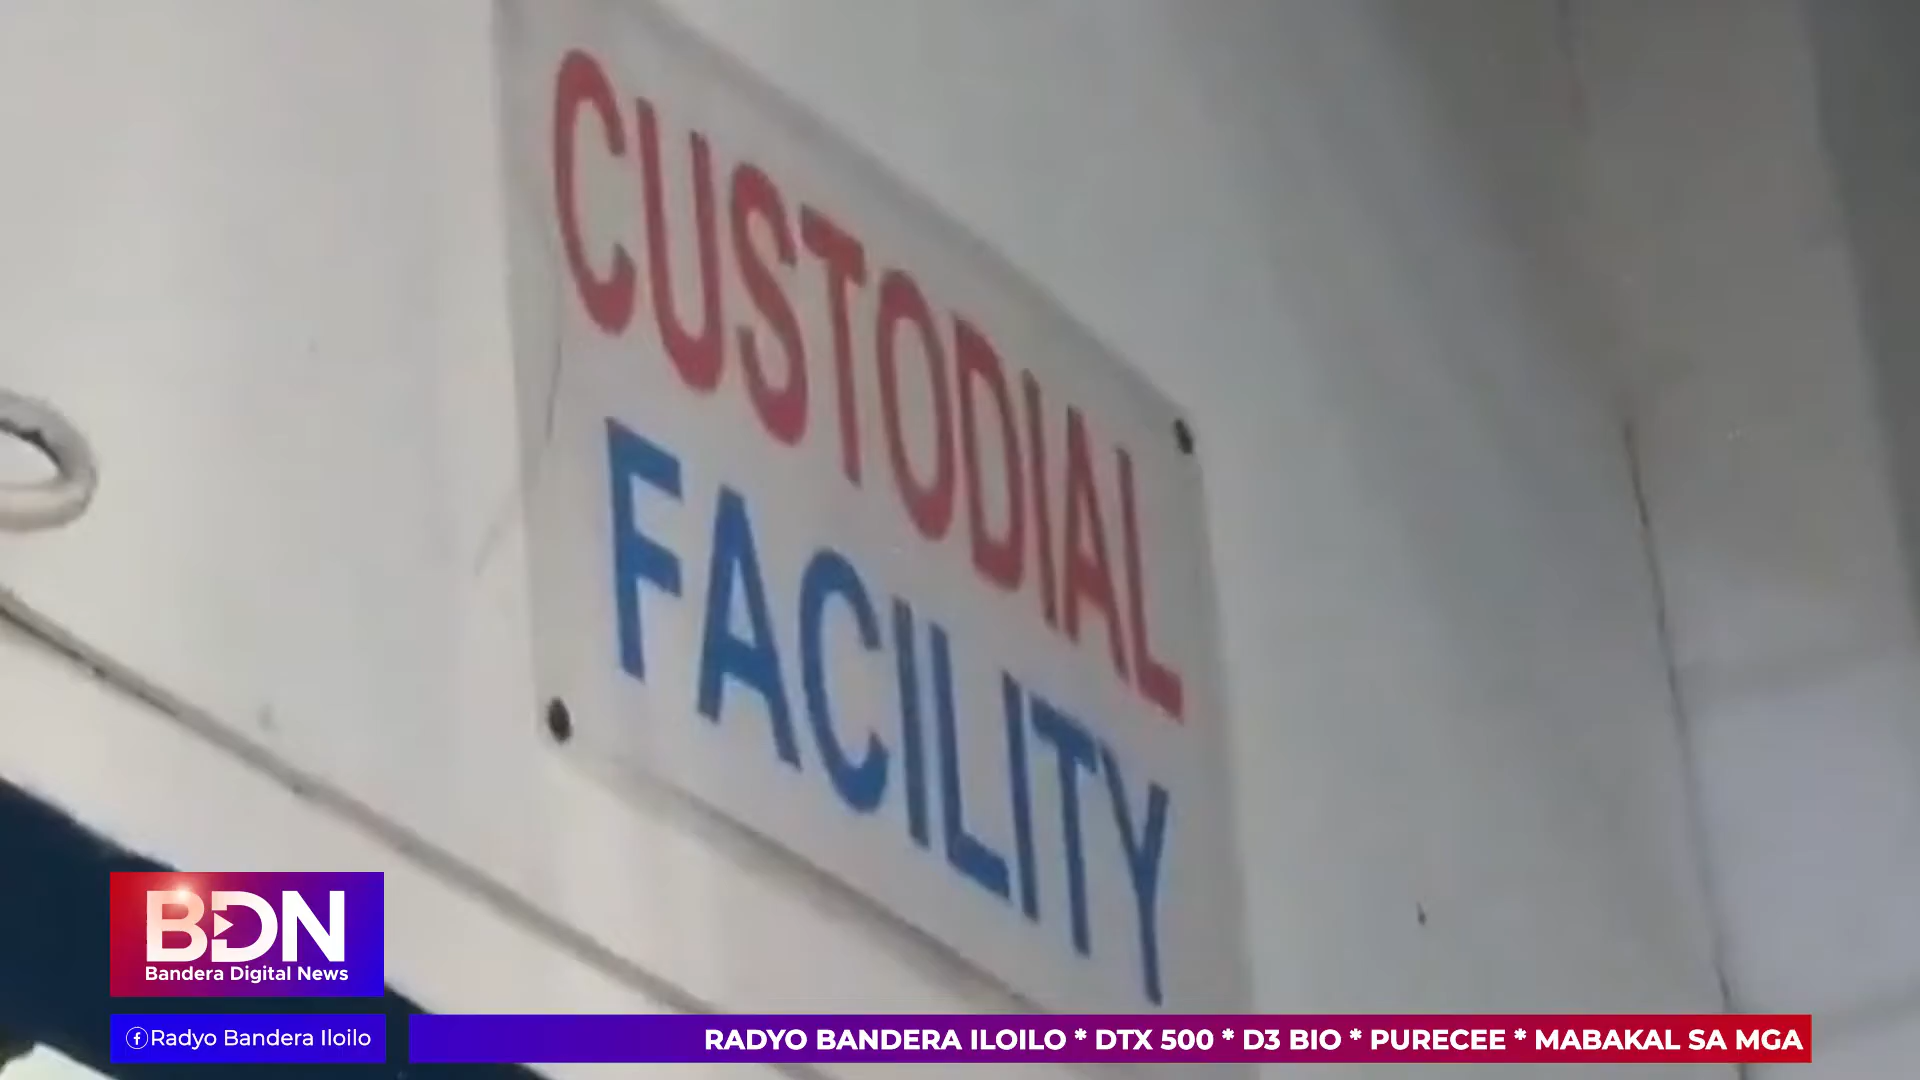 CUSTODIAL
FACILITY
BDN
Bandera Digital News
Radyo Bandera Iloilo
RADYO BANDERA ILOILO * DTX 500 * D3 BIO * PURECEE * MABAKAL SA MGA